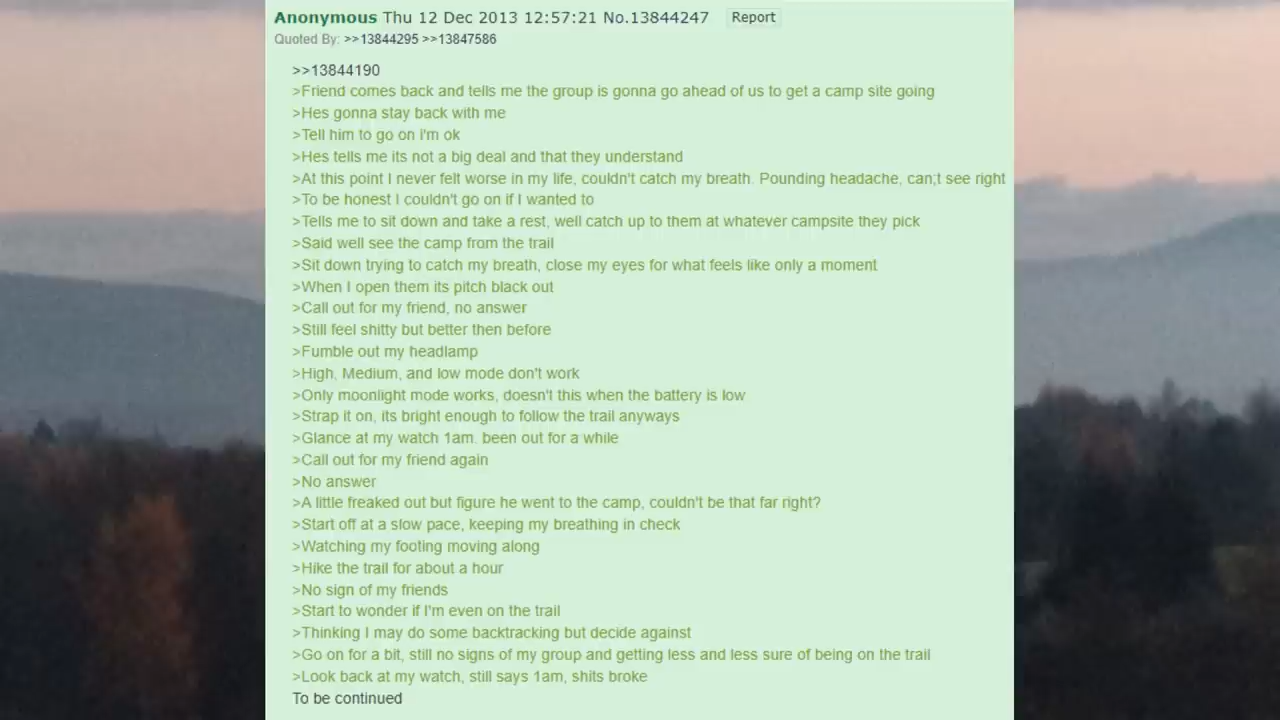 Anonymous Thu 12 Dec 2013 12:57:21 No.13844247 Report
Quoted By: >>13844295 >>13847586
>>13844190
>Friend comes back and tells me the group is gonna go ahead of us to get a camp site going
>Hes gonna stay back with me
>Tell him to go on i'm ok
>Hes tells me its not a big deal and that they understand
>At this point I never felt worse in my life, couldn't catch my breath. Pounding headache, can;t see right
>To be honest I couldn't go on if I wanted to
>Tells me to sit down and take a rest, well catch up to them at whatever campsite they pick
>Said well see the camp from the trail
>Sit down trying to catch my breath, close my eyes for what feels like only a moment
>When I open them its pitch black out
>Call out for my friend, no answer
>Still feel shitty but better then before
>Fumble out my headlamp
>High, Medium, and low mode don't work
>Only moonlight mode works, doesn't this when the battery is low
>Strap it on, its bright enough to follow the trail anyways
>Glance at my watch 1am. been out for a while
>Call out for my friend again
>No answer
>A little freaked out but figure he went to the camp, couldn't be that far right?
>Start off at a slow pace, keeping my breathing in check
>Watching my footing moving along
>Hike the trail for about a hour
>No sign of my friends
>Start to wonder if I'm even on the trail
>Thinking I may do some backtracking but decide against
>Go on for a bit, still no signs of my group and getting less and less sure of being on the trail
>Look back at my watch, still says 1am, shits broke
To be continued